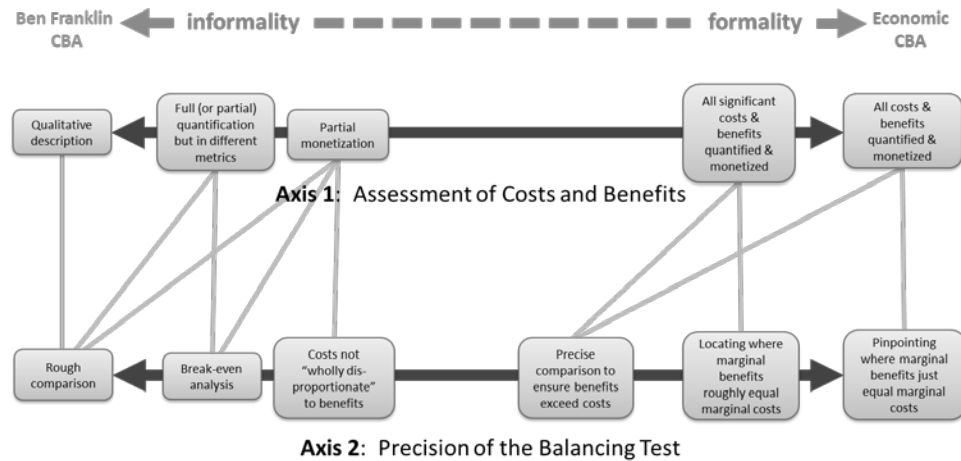 Ben Franklin
CBA
informality
formality
Economic
CBA
Qualitative
description
Full (or partial)
quantification
but in different
metrics
Partial
monetization
All significant
costs &
benefits
quantified &
monetized
All costs &
benefits
quantified &
monetized
Axis 1: Assessment of Costs and Benefits
Rough
comparison
Break-even
analysis
Costs not
"wholly dis-
proportionate"
to benefits
Precise
comparison to
ensure benefits
exceed costs
Locating where
marginal
benefits
roughly equal
marginal costs
Pinpointing
where marginal
benefits just
equal marginal
costs
Axis 2: Precision of the Balancing Test